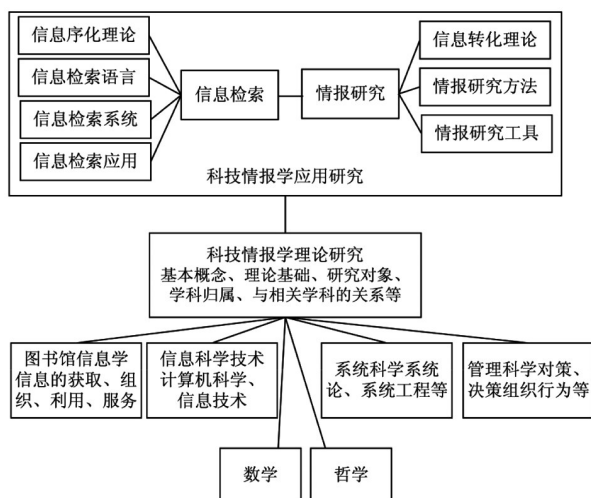 信息序化理论
信息检索语言
信息检索系统
信息检索应用
信息检索
情报研究
信息转化理论
情报研究方法
情报研究工具
科技情报学应用研究
科技情报学理论研究
基本概念、理论基础、研究对象、
学科归属、与相关学科的关系等
图书馆信息学
信息的获取、组
织、利用、服务
信息科学技术
计算机科学、
信息技术
系统科学系统
论、系统工程等
管理科学对策、
决策组织行为等
数学
哲学